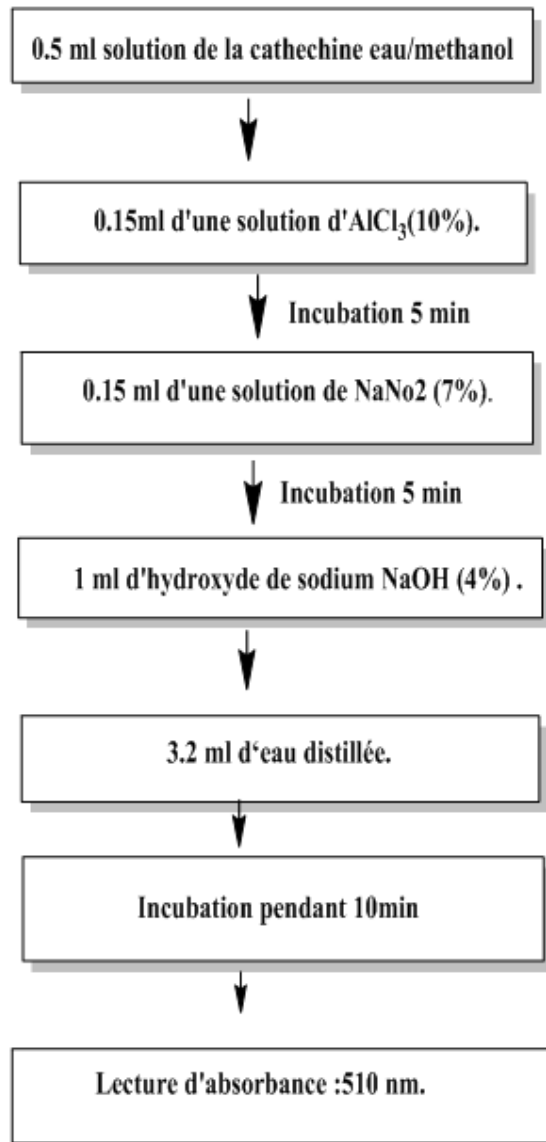 0.5 ml solution de la cathechine eau/methanol
0.15ml d'une solution d'AlCl₃(10%).
Incubation 5 min
0.15 ml d'une solution de NaNo2 (7%).
Incubation 5 min
1 ml d'hydroxyde de sodium NaOH (4%) .
3.2 ml d‘eau distillée.
Incubation pendant 10min
Lecture d'absorbance :510 nm.